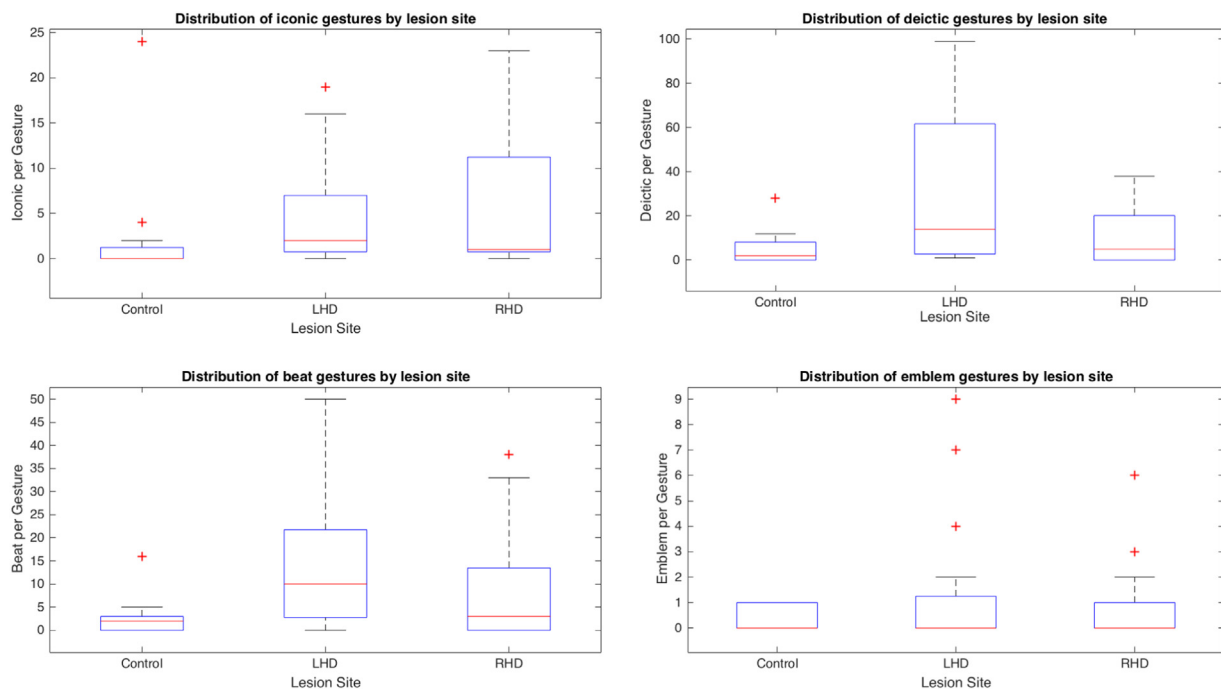 Distribution of iconic gestures by lesion site
25
20
15
10
5
0
Iconic per Gesture
Control
LHD
RHD
Lesion Site
Distribution of deictic gestures by lesion site
100
80
60
40
20
0
Deictic per Gesture
Control
LHD
RHD
Lesion Site
Distribution of beat gestures by lesion site
50
45
40
35
30
25
20
15
10
5
0
Beat per Gesture
Control
LHD
RHD
Lesion Site
Distribution of emblem gestures by lesion site
9
8
7
6
5
4
3
2
1
0
Emblem per Gesture
Control
LHD
RHD
Lesion Site